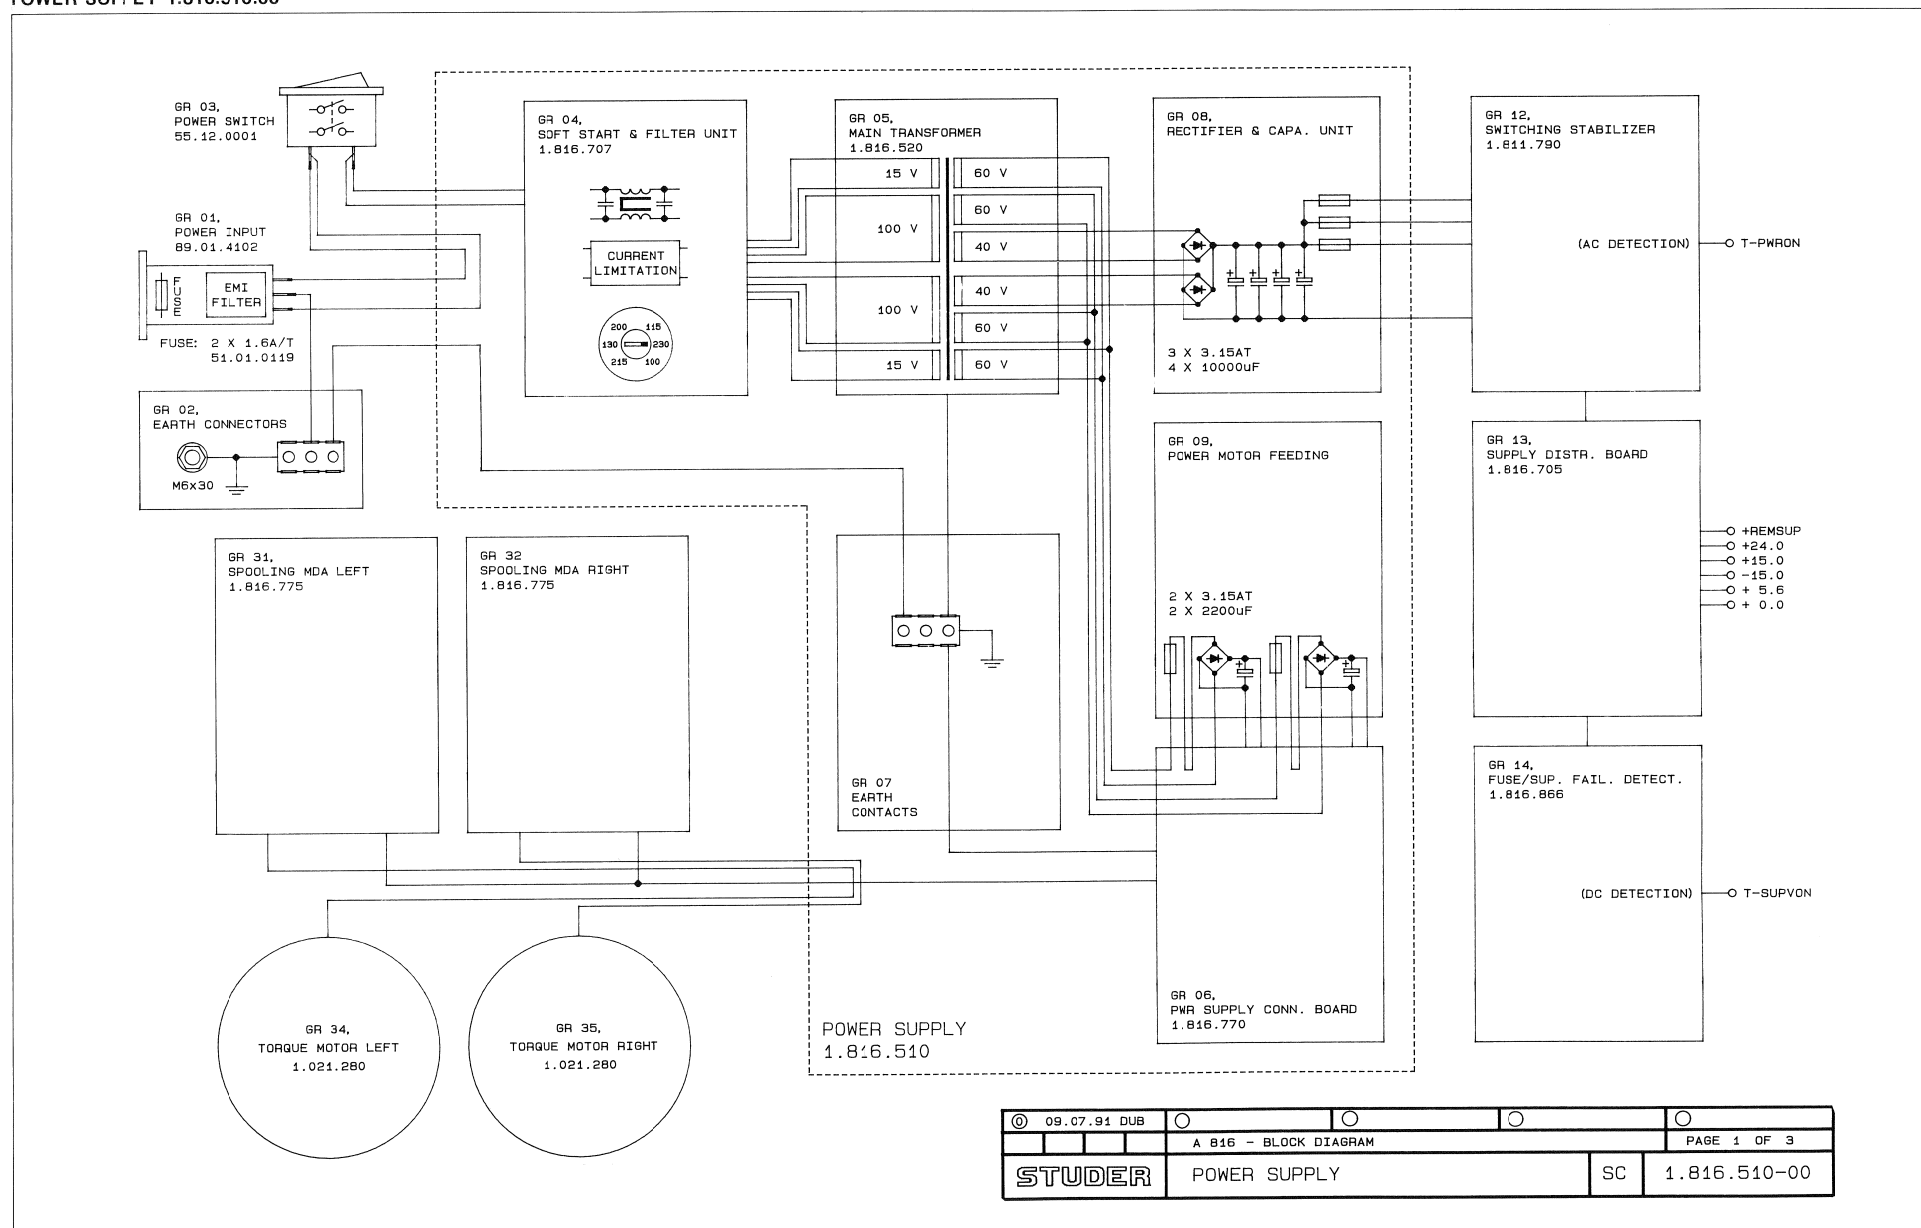 GR 03,
POWER SWITCH
55.12.0001
GR 01,
POWER INPUT
89.01.4102
FUSE
EMI
FILTER
FUSE: 2 X 1.6A/T
51.01.0119
GR 02,
EARTH CONNECTORS
M6x30
GR 04,
SOFT START & FILTER UNIT
1.816.707
CURRENT
LIMITATION
200 115
130 230
215 100
GR 05,
MAIN TRANSFORMER
1.816.520
15 V
100 V
100 V
15 V
60 V
60 V
40 V
40 V
60 V
60 V
GR 08,
RECTIFIER & CAPA. UNIT
+ + + +
3 X 3.15AT
4 X 10000uF
GR 12,
SWITCHING STABILIZER
1.811.790
(AC DETECTION)
T-PWRON
GR 09,
POWER MOTOR FEEDING
2 X 3.15AT
2 X 2200uF
+ +
GR 13,
SUPPLY DISTR. BOARD
1.816.705
+REMSUP
+24.0
+15.0
-15.0
+ 5.6
+ 0.0
GR 31,
SPOOLING MDA LEFT
1.816.775
GR 32
SPOOLING MDA RIGHT
1.816.775
GR 07
EARTH
CONTACTS
GR 14,
FUSE/SUP. FAIL. DETECT.
1.816.866
(DC DETECTION)
T-SUPVON
GR 06,
PWR SUPPLY CONN. BOARD
1.816.770
GR 34,
TORQUE MOTOR LEFT
1.021.280
GR 35,
TORQUE MOTOR RIGHT
1.021.280
POWER SUPPLY
1.816.510
0 09.07.91 DUB
A 816 - BLOCK DIAGRAM
PAGE 1 OF 3
STUDER
POWER SUPPLY
SC
1.816.510-00